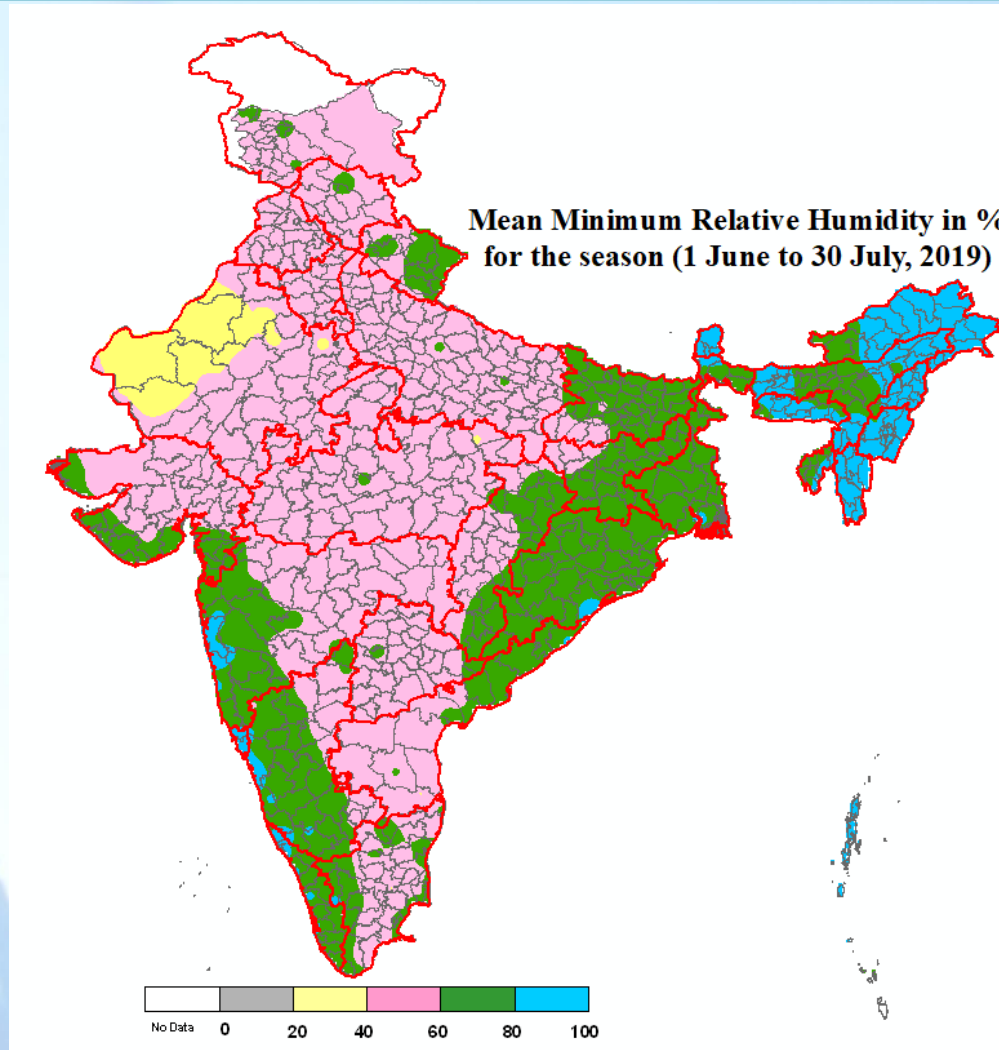 Mean Minimum Relative Humidity in %
for the season (1 June to 30 July, 2019)
No Data 0 20 40 60 80 100